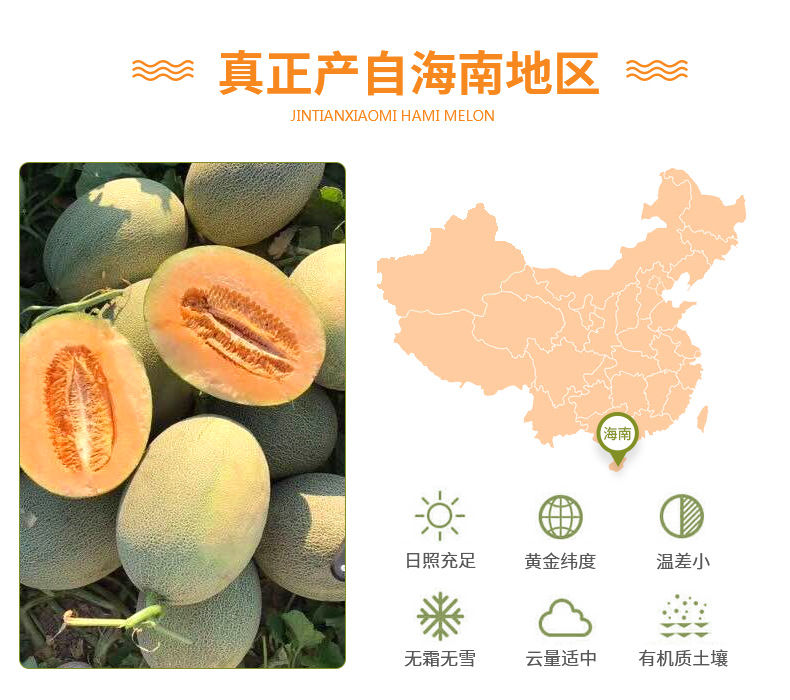 真正产自海南地区
JINTIANXIAOMI HAMI MELON
海南
日照充足
黄金纬度
温差小
无霜无雪
云量适中
有机质土壤